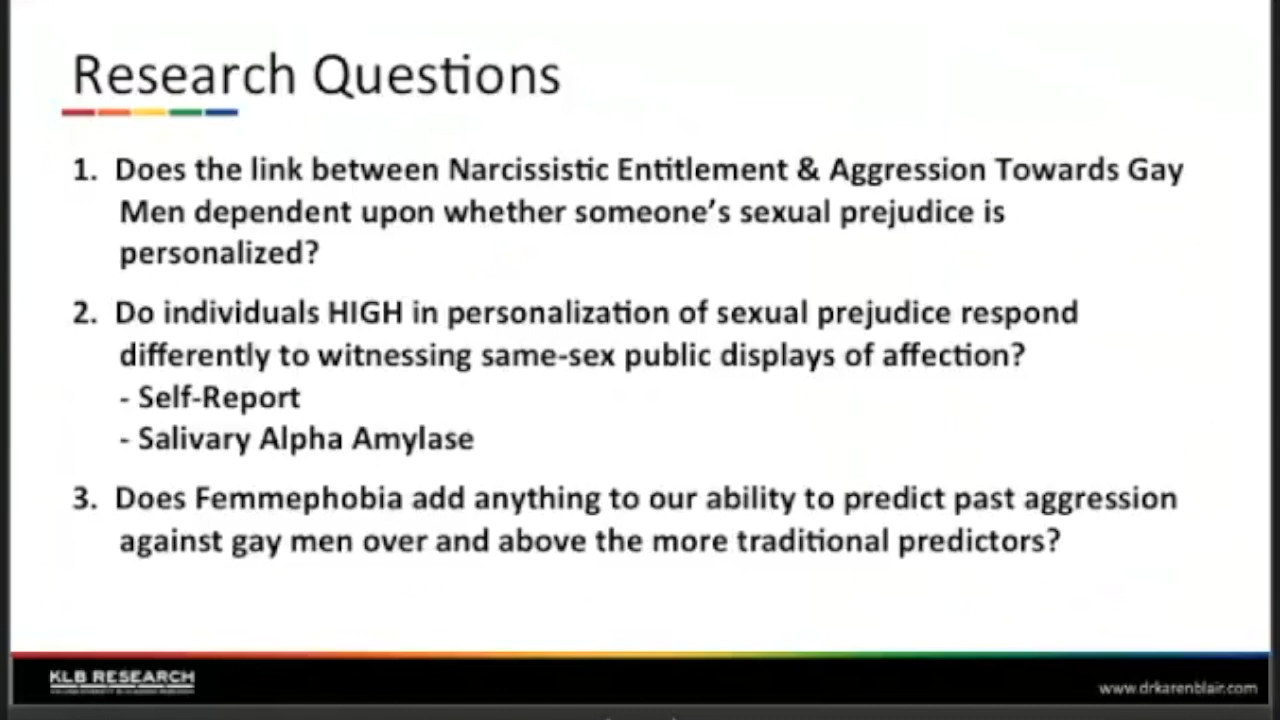 Research Questions
1. Does the link between Narcissistic Entitlement & Aggression Towards Gay
Men dependent upon whether someone's sexual prejudice is
personalized?
2. Do individuals HIGH in personalization of sexual prejudice respond
differently to witnessing same-sex public displays of affection?
- Self-Report
- Salivary Alpha Amylase
3. Does Femmephobia add anything to our ability to predict past aggression
against gay men over and above the more traditional predictors?
KLB RESEARCH
www.drkarenblair.com